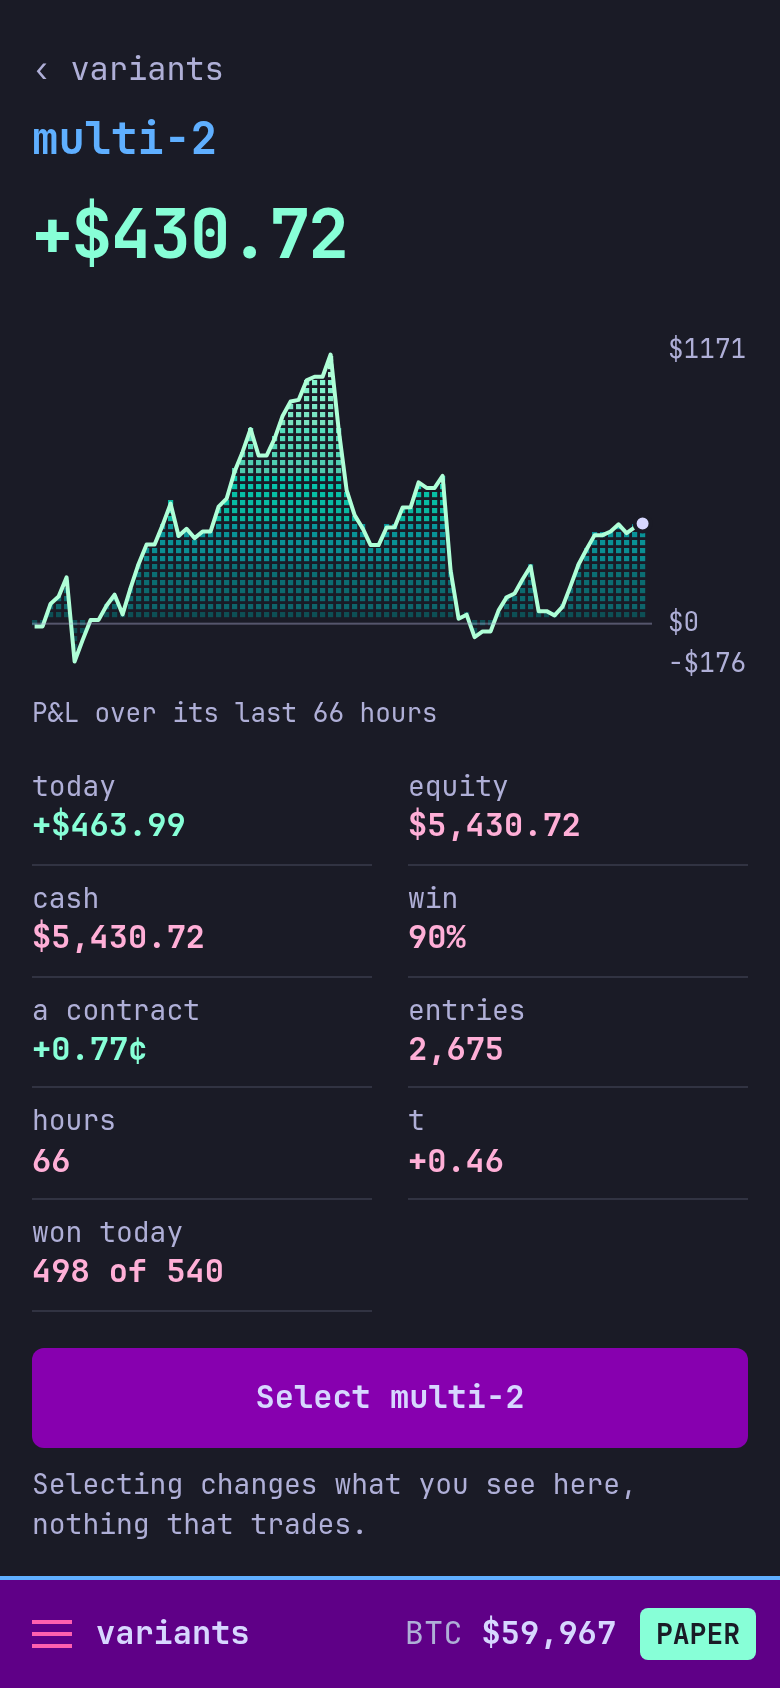 ‹ variants
multi-2
+$430.72
$1171
$0
-$176
P&L over its last 66 hours
today
+$463.99
equity
$5,430.72
cash
$5,430.72
win
90%
a contract
+0.77¢
entries
2,675
hours
66
t
+0.46
won today
498 of 540
Select multi-2
Selecting changes what you see here,
nothing that trades.
variants BTC $59,967 PAPER